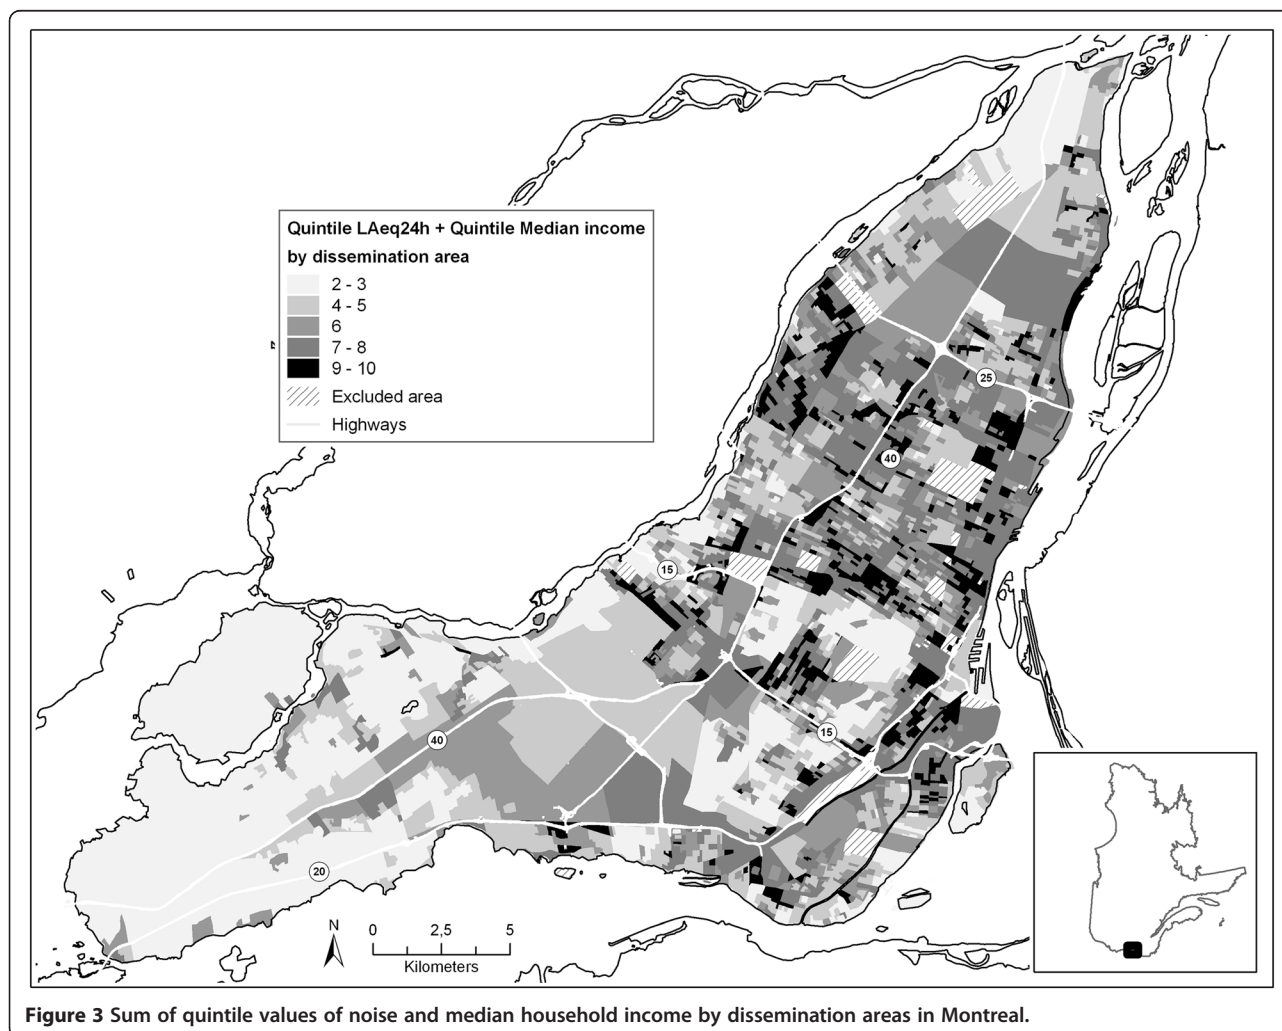 Quintile LAeq24h + Quintile Median income
by dissemination area
2 - 3
4 - 5
6
7 - 8
9 - 10
Excluded area
Highways
25
40
15
15
40
20
N
0 2,5 5
Kilometers
Figure 3 Sum of quintile values of noise and median household income by dissemination areas in Montreal.